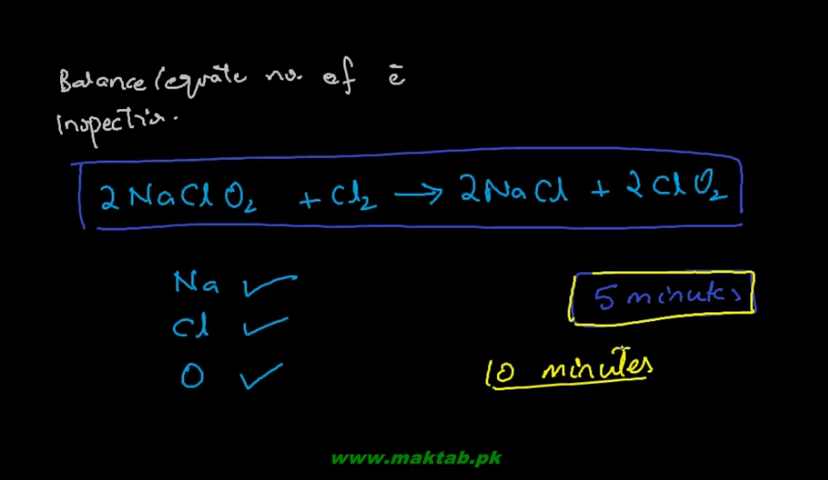 Balance/equate no. of ē
Inspection.
2NaClO₂ + Cl₂ → 2NaCl + 2ClO₂
Na ✓
Cl ✓
O ✓
5 minutes
10 minutes
www.maktab.pk